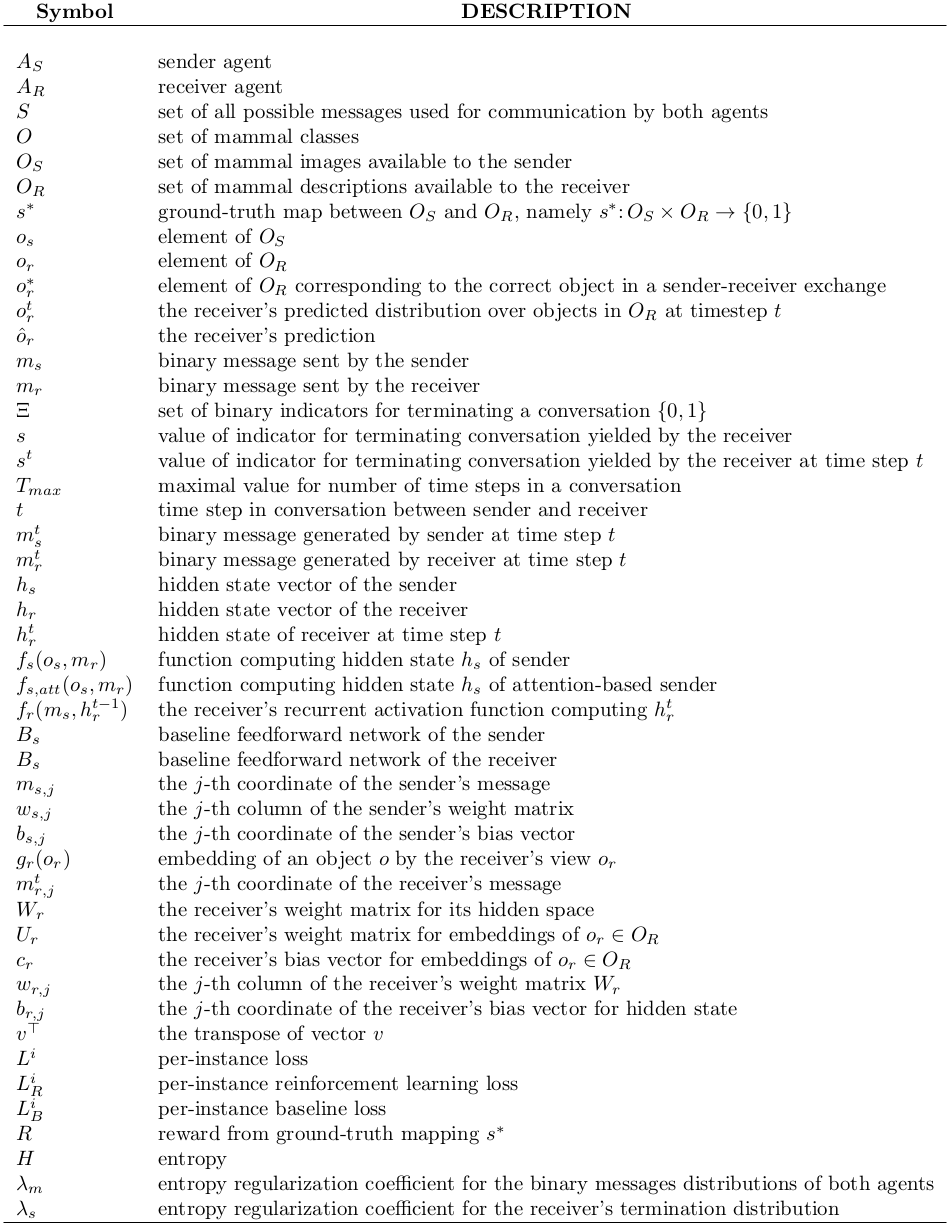 Symbol DESCRIPTION
A_S sender agent
A_R receiver agent
S set of all possible messages used for communication by both agents
O set of mammal classes
O_S set of mammal images available to the sender
O_R set of mammal descriptions available to the receiver
s* ground-truth map between O_S and O_R, namely s*: O_S × O_R → {0, 1}
o_s element of O_S
o_r element of O_R
o_r^* element of O_R corresponding to the correct object in a sender-receiver exchange
o_r^t the receiver's predicted distribution over objects in O_R at timestep t
ô_r the receiver's prediction
m_s binary message sent by the sender
m_r binary message sent by the receiver
Ξ set of binary indicators for terminating a conversation {0, 1}
s value of indicator for terminating conversation yielded by the receiver
s^t value of indicator for terminating conversation yielded by the receiver at time step t
T_max maximal value for number of time steps in a conversation
t time step in conversation between sender and receiver
m_s^t binary message generated by sender at time step t
m_r^t binary message generated by receiver at time step t
h_s hidden state vector of the sender
h_r hidden state vector of the receiver
h_r^t hidden state of receiver at time step t
f_s(o_s, m_r) function computing hidden state h_s of sender
f_{s,att}(o_s, m_r) function computing hidden state h_s of attention-based sender
f_r(m_s, h_r^{t−1}) the receiver's recurrent activation function computing h_r^t
B_s baseline feedforward network of the sender
B_s baseline feedforward network of the receiver
m_{s,j} the j-th coordinate of the sender's message
w_{s,j} the j-th column of the sender's weight matrix
b_{s,j} the j-th coordinate of the sender's bias vector
g_r(o_r) embedding of an object o by the receiver's view o_r
m_{r,j}^t the j-th coordinate of the receiver's message
W_r the receiver's weight matrix for its hidden space
U_r the receiver's weight matrix for embeddings of o_r ∈ O_R
c_r the receiver's bias vector for embeddings of o_r ∈ O_R
w_{r,j} the j-th column of the receiver's weight matrix W_r
b_{r,j} the j-th coordinate of the receiver's bias vector for hidden state
v^⊤ the transpose of vector v
L^i per-instance loss
L_R^i per-instance reinforcement learning loss
L_B^i per-instance baseline loss
R reward from ground-truth mapping s*
H entropy
λ_m entropy regularization coefficient for the binary messages distributions of both agents
λ_s entropy regularization coefficient for the receiver's termination distribution